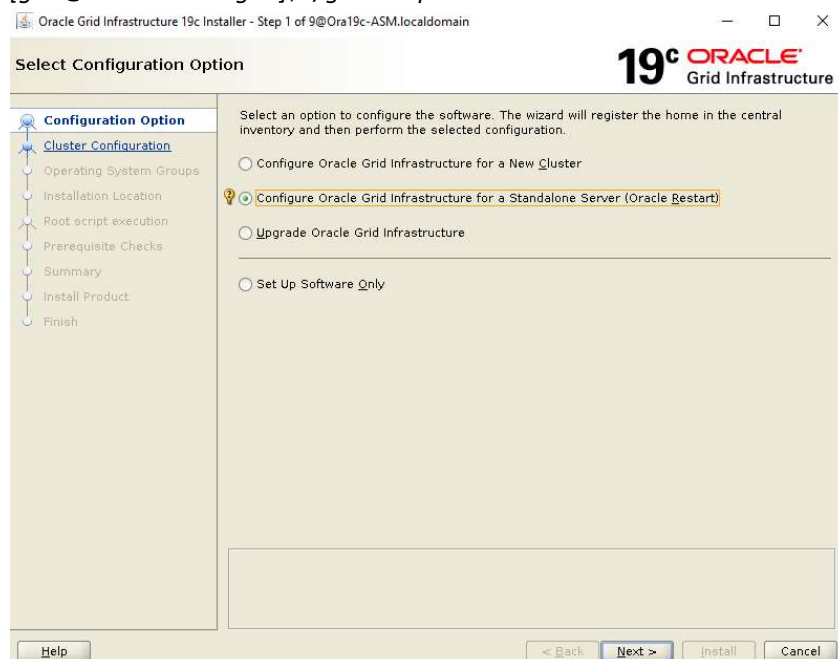 Oracle Grid Infrastructure 19c Installer - Step 1 of 9@Ora19c-ASM.localdomain
Select Configuration Option
19c ORACLE
Grid Infrastructure
Configuration Option
Cluster Configuration
Operating System Groups
Installation Location
Root script execution
Prerequisite Checks
Summary
Install Product
Finish
Select an option to configure the software. The wizard will register the home in the central
inventory and then perform the selected configuration.
Configure Oracle Grid Infrastructure for a New Cluster
Configure Oracle Grid Infrastructure for a Standalone Server (Oracle Restart)
Upgrade Oracle Grid Infrastructure
Set Up Software Only
Help
< Back
Next >
Install
Cancel